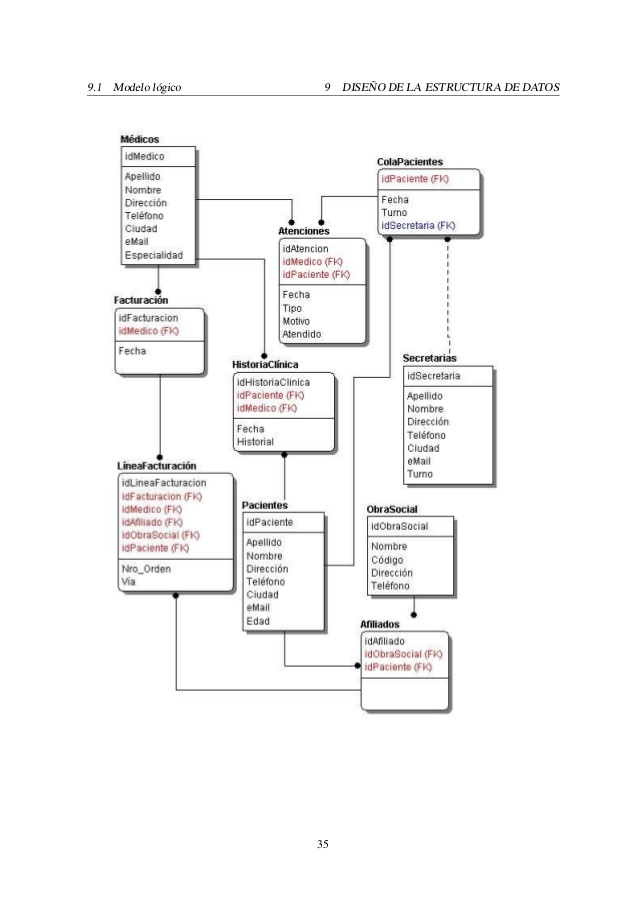 9.1 Modelo lógico
9 DISEÑO DE LA ESTRUCTURA DE DATOS
Médicos
idMedico
Apellido
Nombre
Dirección
Teléfono
Ciudad
eMail
Especialidad
ColaPacientes
idPaciente (FK)
Fecha
Turno
idSecretaria (FK)
Atenciones
idAtencion
idMedico (FK)
idPaciente (FK)
Fecha
Tipo
Motivo
Atendido
Facturación
idFacturacion
idMedico (FK)
Fecha
HistoriaClínica
idHistoriaClinica
idPaciente (FK)
idMedico (FK)
Fecha
Historial
Secretarias
idSecretaria
Apellido
Nombre
Dirección
Teléfono
Ciudad
eMail
Turno
LíneaFacturación
idLineaFacturacion
idFacturacion (FK)
idMedico (FK)
idAfiliado (FK)
idObraSocial (FK)
idPaciente (FK)
Nro_Orden
Vía
Pacientes
idPaciente
Apellido
Nombre
Dirección
Teléfono
Ciudad
eMail
Edad
ObraSocial
idObraSocial
Nombre
Código
Dirección
Teléfono
Afiliados
idAfiliado
idObraSocial (FK)
idPaciente (FK)
35